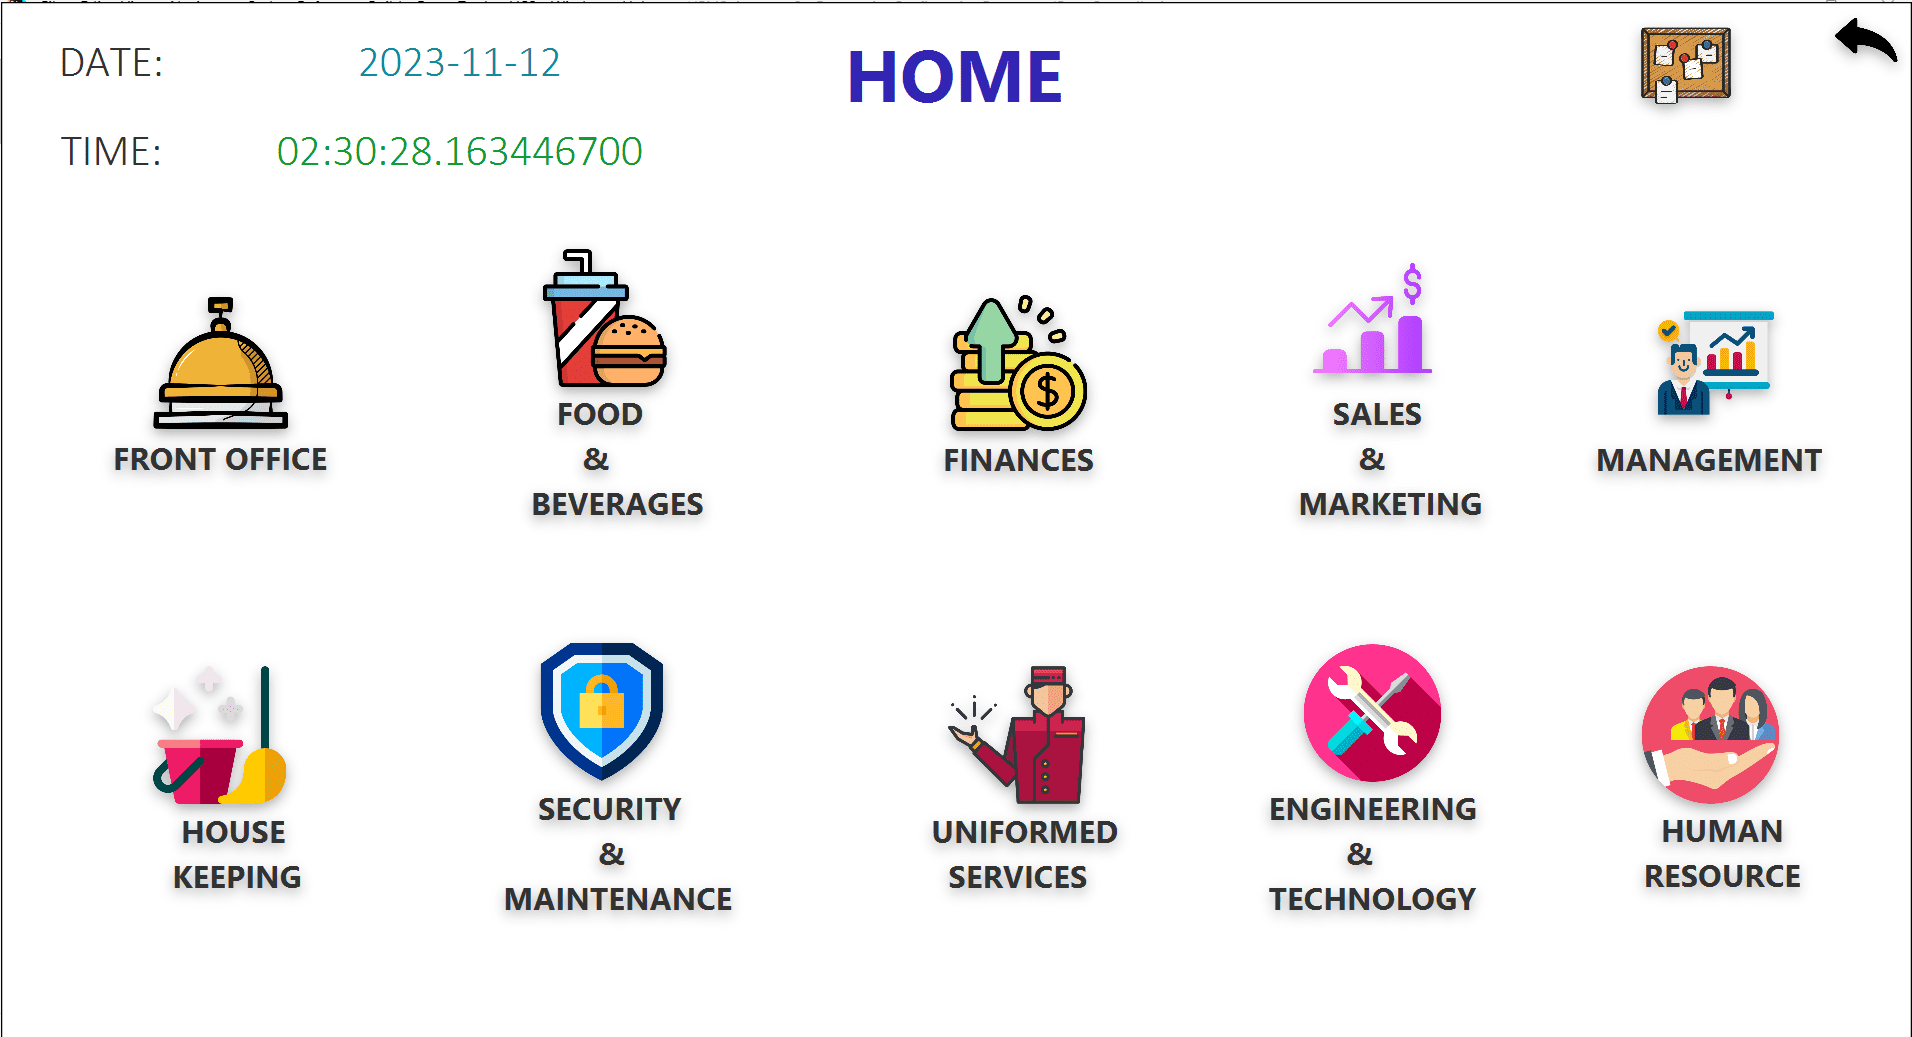 DATE: 2023-11-12
HOME
TIME: 02:30:28.163446700
FRONT OFFICE
FOOD
&
BEVERAGES
FINANCES
SALES
&
MARKETING
MANAGEMENT
HOUSE
KEEPING
SECURITY
&
MAINTENANCE
UNIFORMED
SERVICES
ENGINEERING
&
TECHNOLOGY
HUMAN
RESOURCE